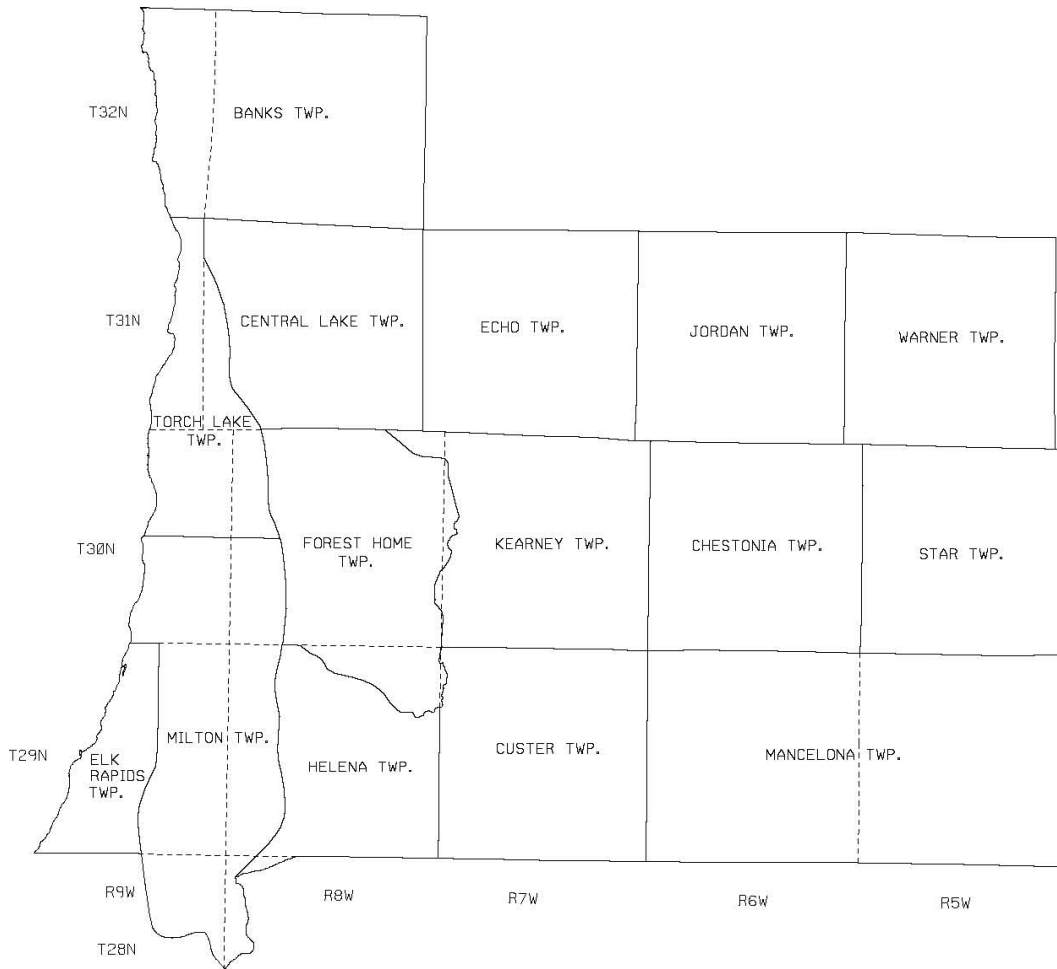 T32N
BANKS TWP.
T31N
CENTRAL LAKE TWP.
ECHO TWP.
JORDAN TWP.
WARNER TWP.
TORCH LAKE
TWP.
T30N
FOREST HOME
TWP.
KEARNEY TWP.
CHESTONIA TWP.
STAR TWP.
T29N
ELK
RAPIDS
TWP.
MILTON TWP.
HELENA TWP.
CUSTER TWP.
MANCELONA TWP.
R9W
R8W
R7W
R6W
R5W
T28N